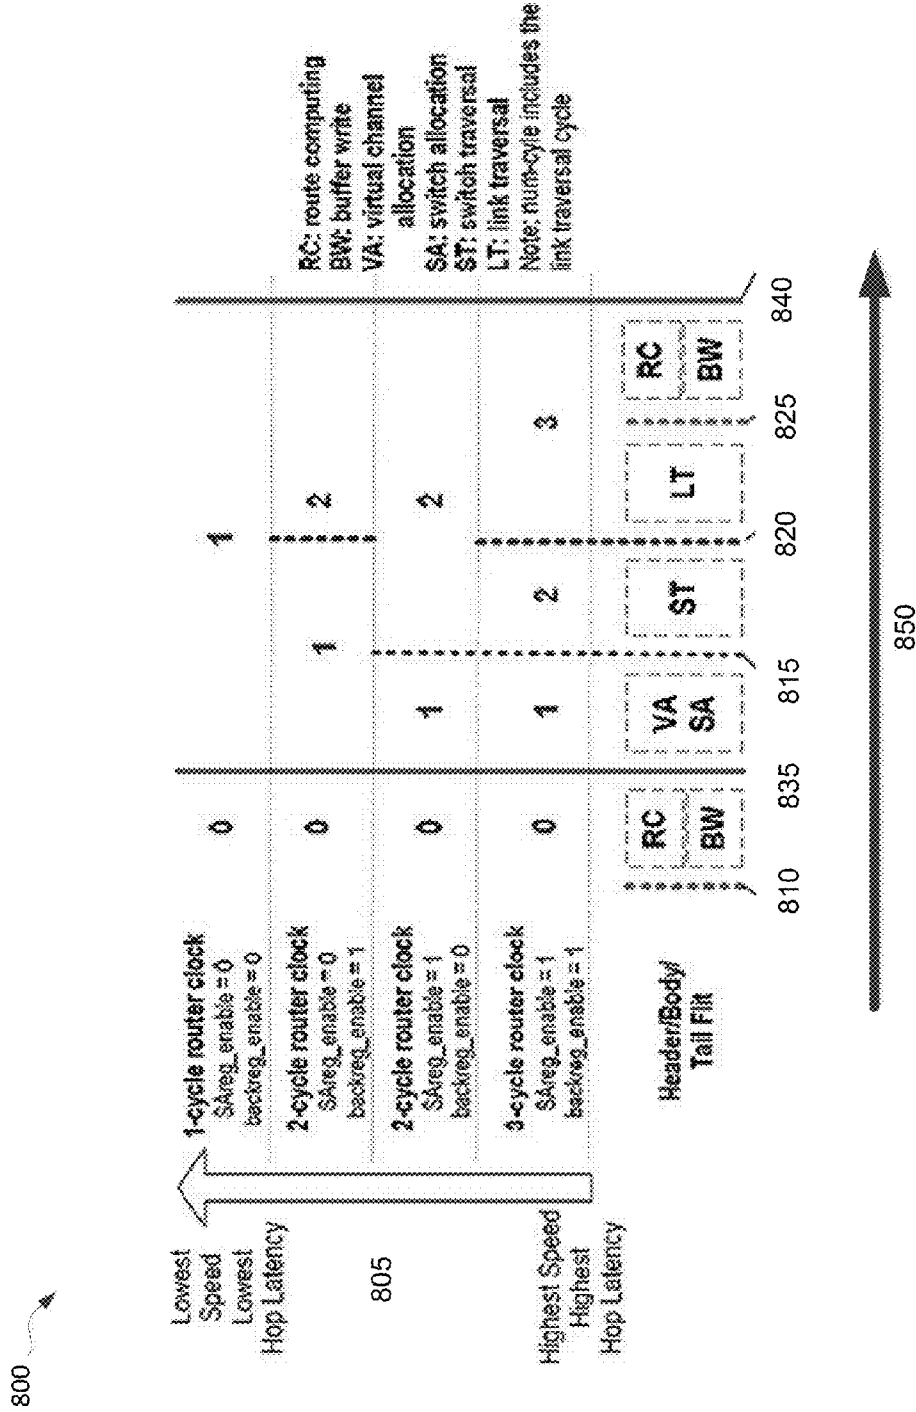 800
Lowest
Speed
Lowest
Hop Latency
805
Highest Speed
Highest
Hop Latency
1-cycle router clock
SAreg_enable = 0
backreg_enable = 0
0
1
2-cycle router clock
SAreg_enable = 0
backreg_enable = 1
0
1
2
2-cycle router clock
SAreg_enable = 1
backreg_enable = 0
0
1
2
3-cycle router clock
SAreg_enable = 1
backreg_enable = 1
0
1
2
3
Header/Body/
Tail Flit
RC
BW
VA
SA
ST
LT
RC
BW
810
835
815
820
825
840
850
RC: route computing
BW: buffer write
VA: virtual channel
allocation
SA: switch allocation
ST: switch traversal
LT: link traversal
Note: num-cyle includes the
link traversal cycle